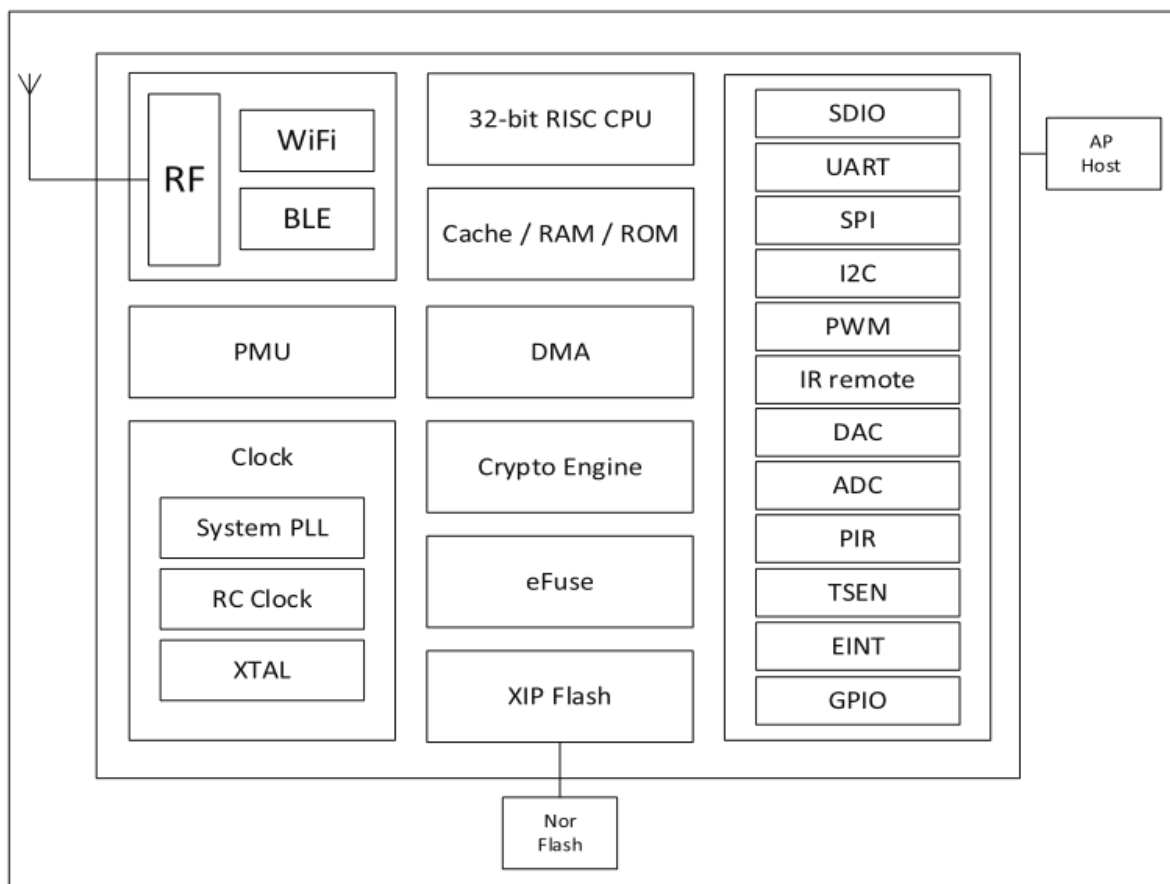 RF
WiFi
BLE
PMU
Clock
System PLL
RC Clock
XTAL
32-bit RISC CPU
Cache / RAM / ROM
DMA
Crypto Engine
eFuse
XIP Flash
Nor
Flash
SDIO
UART
SPI
I2C
PWM
IR remote
DAC
ADC
PIR
TSEN
EINT
GPIO
AP
Host